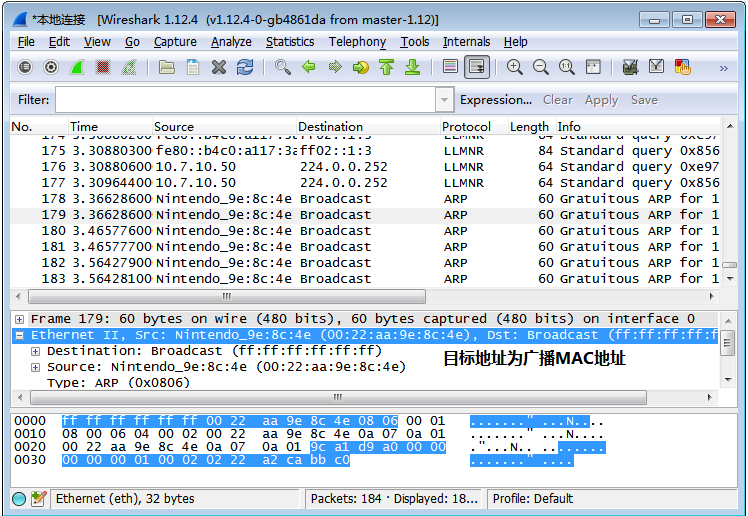 *本地连接 [Wireshark 1.12.4 (v1.12.4-0-gb4861da from master-1.12)]
File Edit View Go Capture Analyze Statistics Telephony Tools Internals Help
Filter: Expression... Clear Apply Save
No. Time Source Destination Protocol Length Info
174 3.30880200 fe80::b4c0:a117:3a ff02::1:3 LLMNR 84 Standard query 0xe97
175 3.30880300 fe80::b4c0:a117:3a ff02::1:3 LLMNR 84 Standard query 0x856
176 3.30880600 10.7.10.50 224.0.0.252 LLMNR 64 Standard query 0xe97
177 3.30964400 10.7.10.50 224.0.0.252 LLMNR 64 Standard query 0x856
178 3.36628600 Nintendo_9e:8c:4e Broadcast ARP 60 Gratuitous ARP for 1
179 3.36628600 Nintendo_9e:8c:4e Broadcast ARP 60 Gratuitous ARP for 1
180 3.46577600 Nintendo_9e:8c:4e Broadcast ARP 60 Gratuitous ARP for 1
181 3.46577700 Nintendo_9e:8c:4e Broadcast ARP 60 Gratuitous ARP for 1
182 3.56427900 Nintendo_9e:8c:4e Broadcast ARP 60 Gratuitous ARP for 1
183 3.56428100 Nintendo_9e:8c:4e Broadcast ARP 60 Gratuitous ARP for 1
Frame 179: 60 bytes on wire (480 bits), 60 bytes captured (480 bits) on interface 0
Ethernet II, Src: Nintendo_9e:8c:4e (00:22:aa:9e:8c:4e), Dst: Broadcast (ff:ff:ff:ff:ff:f
Destination: Broadcast (ff:ff:ff:ff:ff:ff)
目标地址为广播MAC地址
Source: Nintendo_9e:8c:4e (00:22:aa:9e:8c:4e)
Type: ARP (0x0806)
0000 ff ff ff ff ff ff 00 22 aa 9e 8c 4e 08 06 00 01 ......." ...N....
0010 08 00 06 04 00 02 00 22 aa 9e 8c 4e 0a 07 0a 01 ......." ...N....
0020 00 22 aa 9e 8c 4e 0a 07 0a 01 9c a1 d9 a0 00 00 ."...N.. ........
0030 00 00 00 01 00 02 02 22 a2 ca bb c0 ......." ....
Ethernet (eth), 32 bytes Packets: 184 · Displayed: 18... Profile: Default